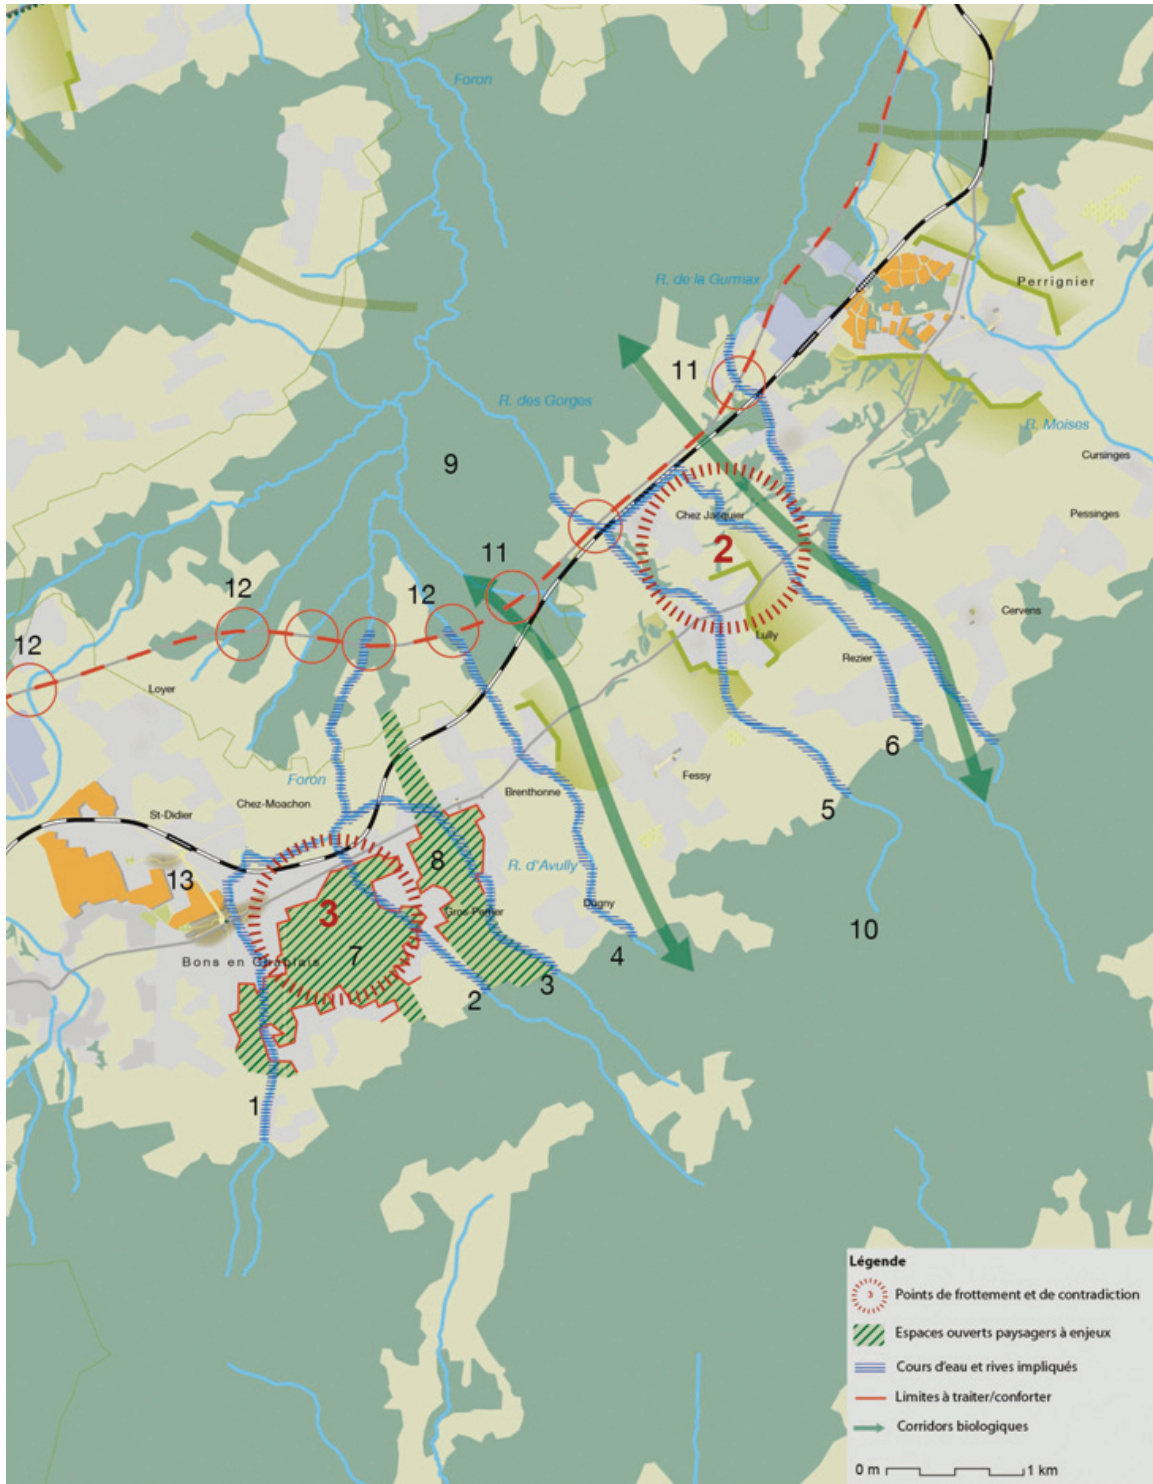 Foron
R. de la Gurmaz
Perrignier
11
R. des Gorges
R. Moises
Cursinges
9
Chez Jacquier
Pessinges
2
11
12
12
Cervens
Lully
Rezier
12
Loyer
6
Foron
Fessy
Brenthonne
5
Chez-Moachon
St-Didier
8
R. d'Avully
13
3
Gros-Perrier
Dugny
10
7
Bons en Chablais
4
3
2
1
Légende
3
Points de frottement et de contradiction
Espaces ouverts paysagers à enjeux
Cours d'eau et rives impliqués
Limites à traiter/conforter
Corridors biologiques
0 m
1 km